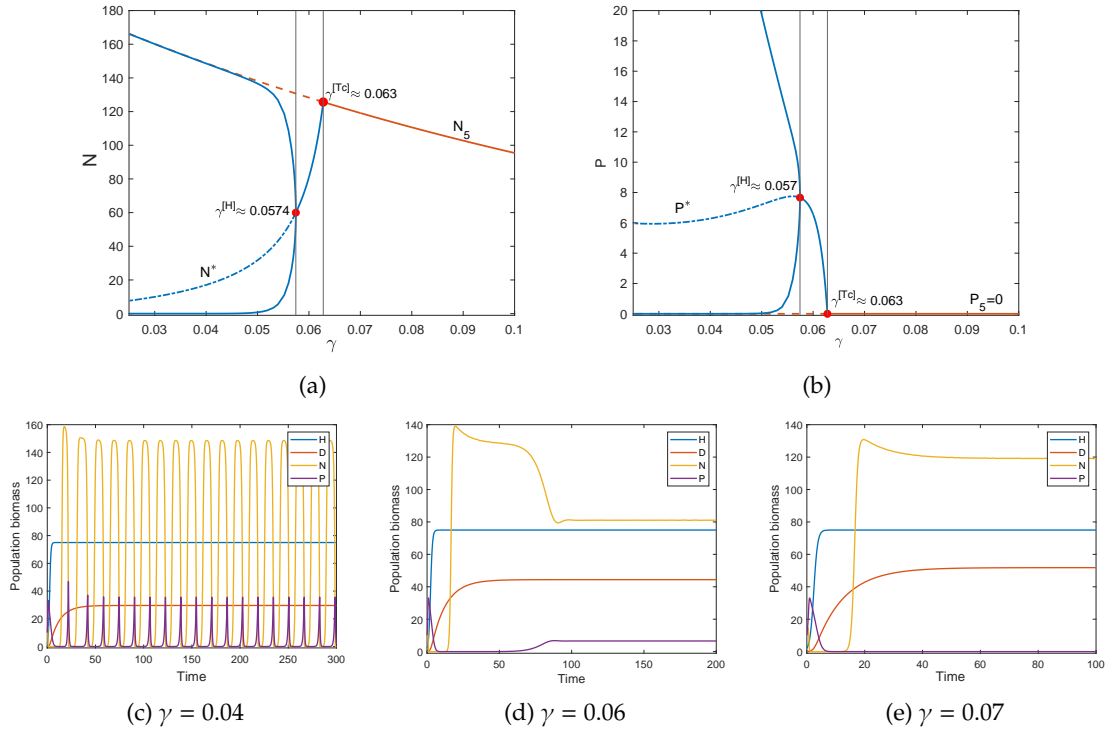 180
160
140
120
100
80
60
40
20
0
N
γ[Tc]≈ 0.063
N5
γ[H]≈ 0.0574
N*
0.03 0.04 0.05 0.06 0.07 0.08 0.09 0.1
γ
(a)
20
18
16
14
12
10
8
6
4
2
0
P
γ[H]≈ 0.057
P*
γ[Tc]≈ 0.063
P5=0
0.03 0.04 0.05 0.06 0.07 0.08 0.09 0.1
γ
(b)
160
140
120
100
80
60
40
20
0
Population biomass
H
D
N
P
0 50 100 150 200 250 300
Time
(c) γ = 0.04
140
120
100
80
60
40
20
0
Population biomass
H
D
N
P
0 50 100 150 200
Time
(d) γ = 0.06
140
120
100
80
60
40
20
0
Population biomass
H
D
N
P
0 20 40 60 80 100
Time
(e) γ = 0.07